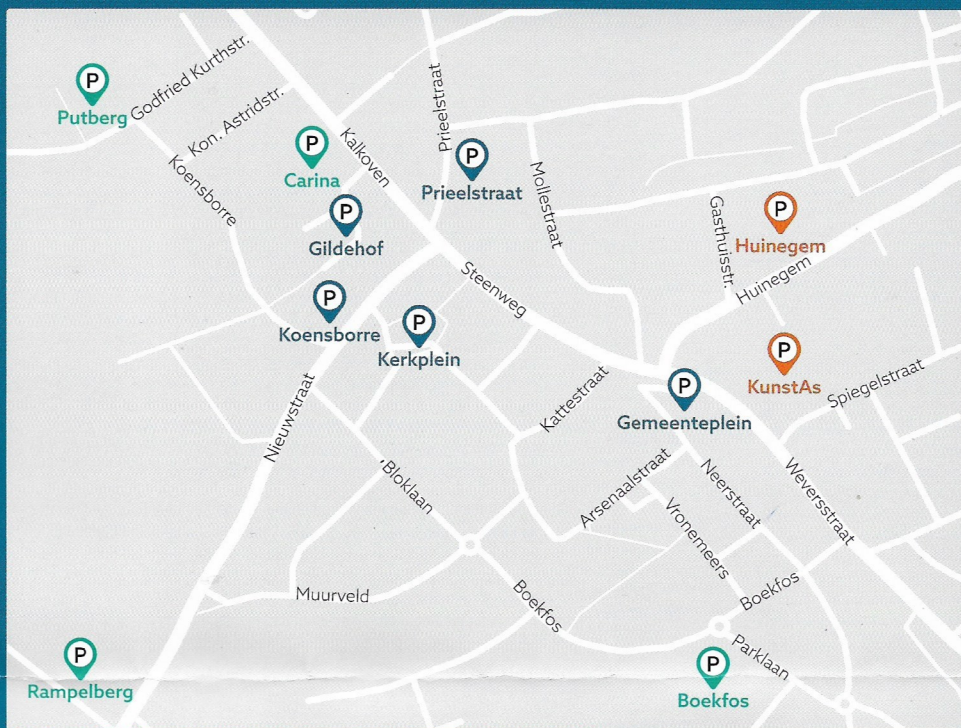 P
Putberg
Godfried Kurthstr.
Kon. Astridstr.
Koensborre
P
Carina
Kalkoven
Prieelstraat
P
Prieelstraat
Mollestraat
P
Gildehof
Gasthuisstr.
P
Huinegem
Huinegem
Steenweg
P
Koensborre
P
Kerkplein
P
KunstAs
Spiegelstraat
Kattestraat
P
Gemeenteplein
Nieuwstraat
Bloklaan
Arsenaalstraat
Neerstraat
Weversstraat
Vronemeers
Muurveld
Boekfos
Boekfos
Parklaan
P
Rampelberg
P
Boekfos